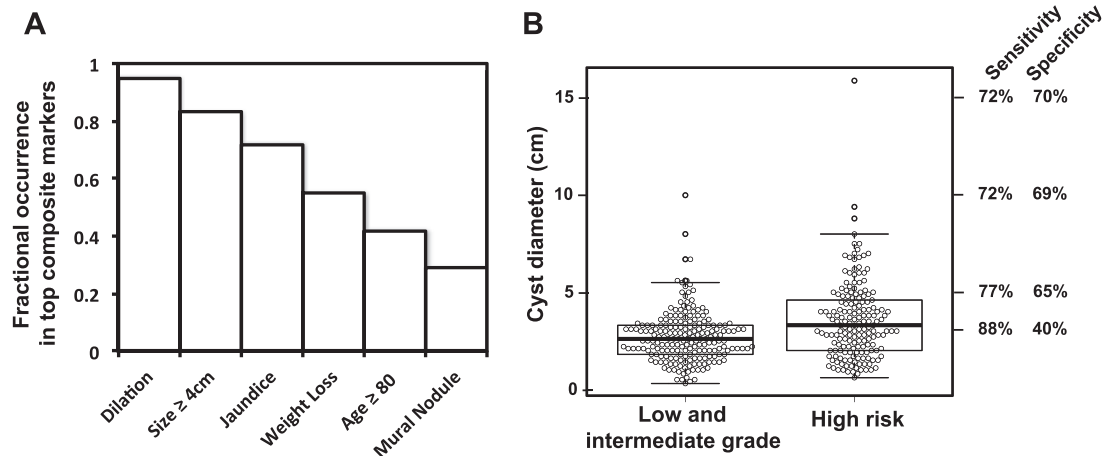 A
Fractional occurrence
in top composite markers
1
0.8
0.6
0.4
0.2
0
Dilation
Size ≥ 4cm
Jaundice
Weight Loss
Age ≥ 80
Mural Nodule
B
Cyst diameter (cm)
15
10
5
0
Low and
intermediate grade
High risk
Sensitivity
Specificity
72% 70%
72% 69%
77% 65%
88% 40%